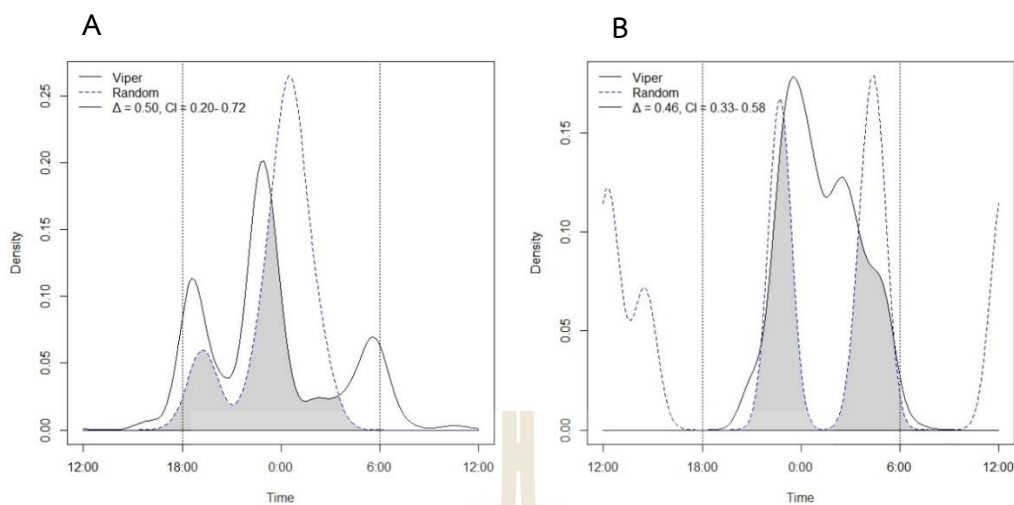 A
Viper
Random
Δ = 0.50, CI = 0.20- 0.72
0.25
0.20
0.15
0.10
0.05
0.00
Density
12:00 18:00 0:00 6:00 12:00
Time
B
Viper
Random
Δ = 0.46, CI = 0.33- 0.58
0.15
0.10
0.05
0.00
Density
12:00 18:00 0:00 6:00 12:00
Time